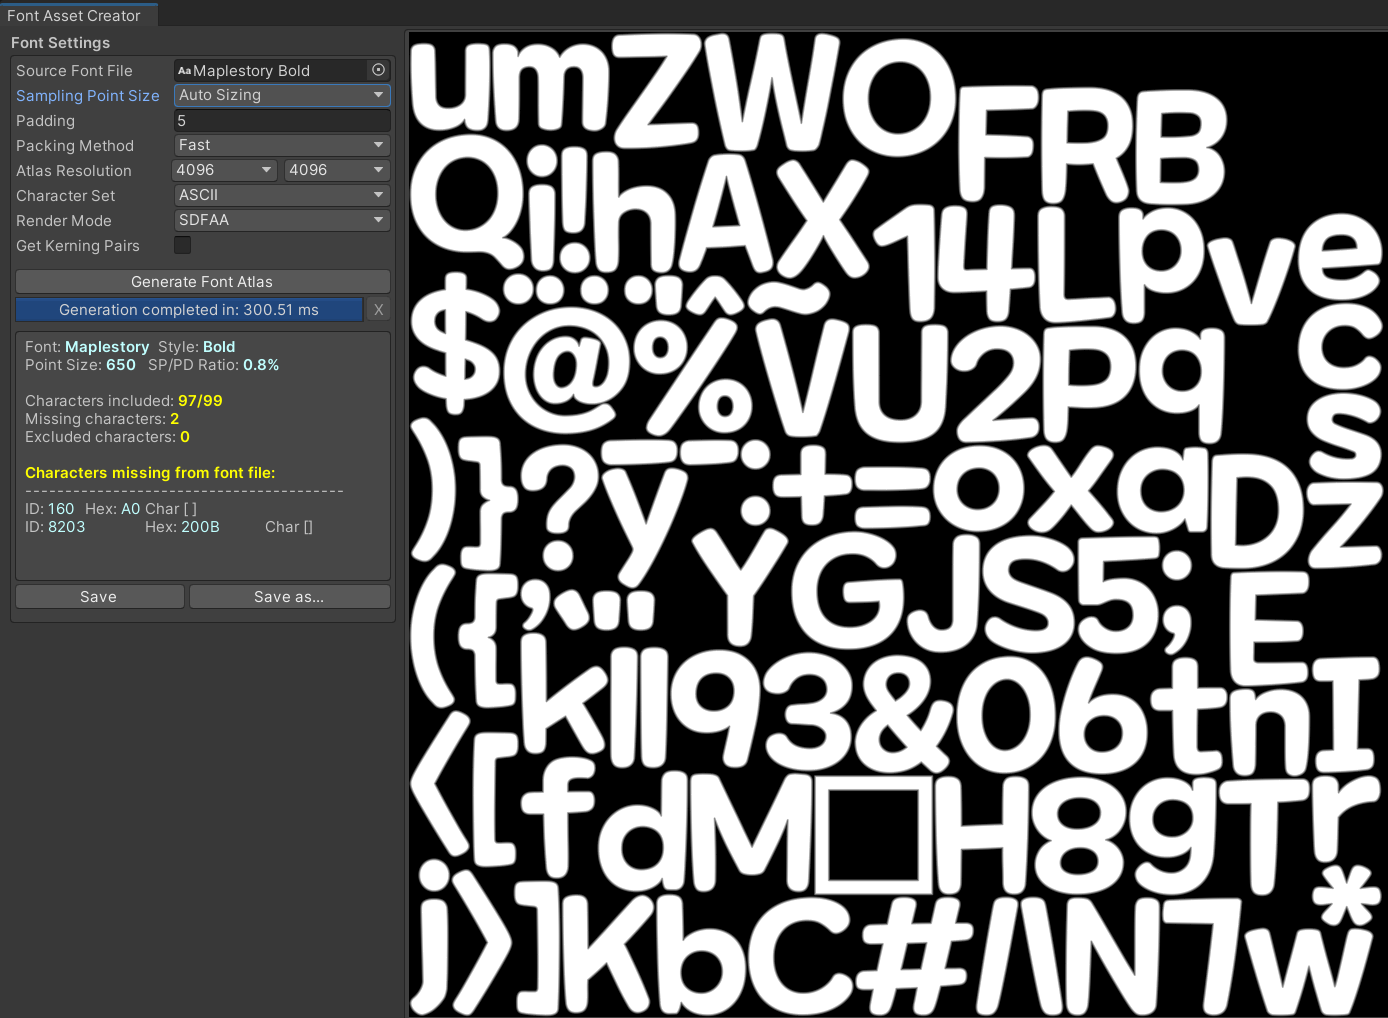 Font Asset Creator
Font Settings
Source Font File Aa Maplestory Bold
Sampling Point Size Auto Sizing
Padding 5
Packing Method Fast
Atlas Resolution 4096 4096
Character Set ASCII
Render Mode SDFAA
Get Kerning Pairs
Generate Font Atlas
Generation completed in: 300.51 ms X
Font: Maplestory Style: Bold
Point Size: 650 SP/PD Ratio: 0.8%
Characters included: 97/99
Missing characters: 2
Excluded characters: 0
Characters missing from font file:
----------------------------------------
ID: 160 Hex: A0 Char [ ]
ID: 8203 Hex: 200B Char []
Save Save as...
umZWOFRB
Qi!hAX14Lpve
$@%^~VU2Pqcs
)}?y¯:+=oxaDz
({,`"YGJS5;E
kl|93&06tnI
<[fdM□H8gTr
j>]KbC#/\N7w*